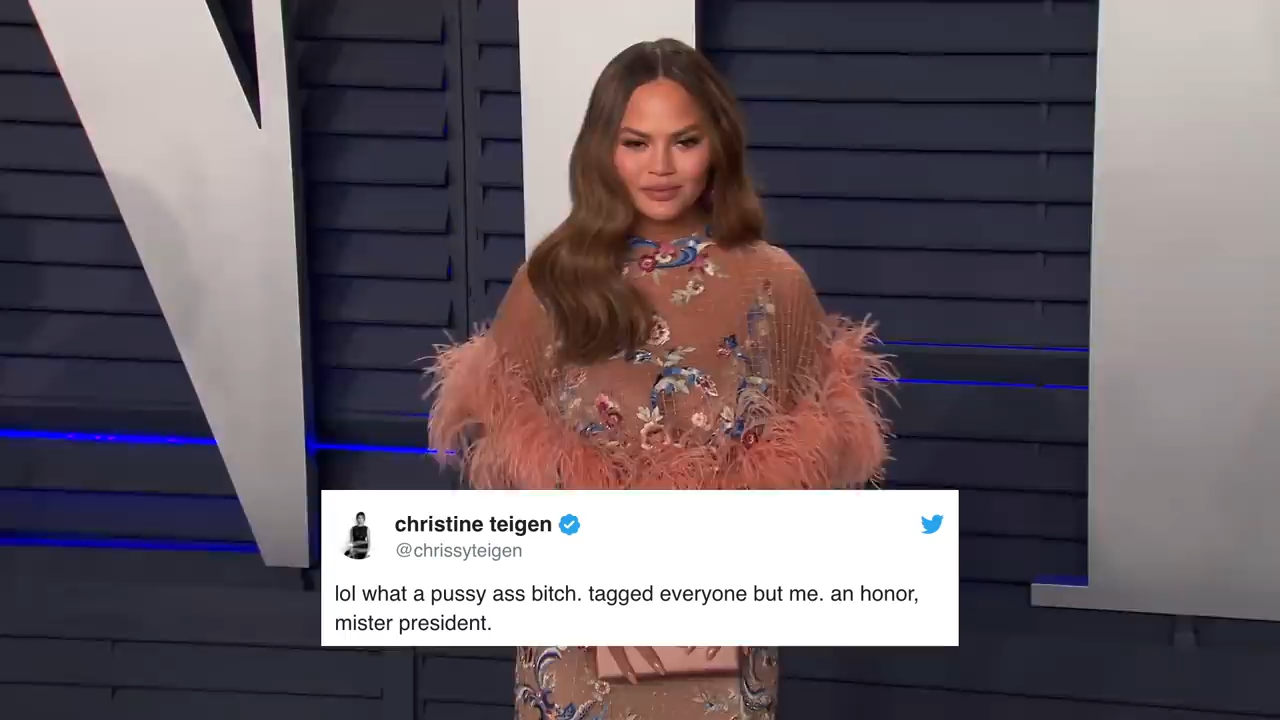 christine teigen
@chrissyteigen
lol what a pussy ass bitch. tagged everyone but me. an honor,
mister president.